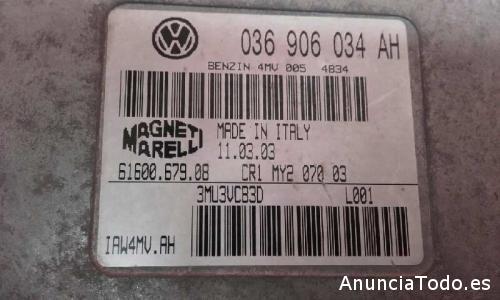 VW 036 906 034 AH
BENZIN 4MV 005 4834
MAGNETI MARELLI
MADE IN ITALY
11.03.03
61600.679.08 CR1 MY2 070 03
3ML3VCB3D L001
IAW4MV.AH
AnunciaTodo.es